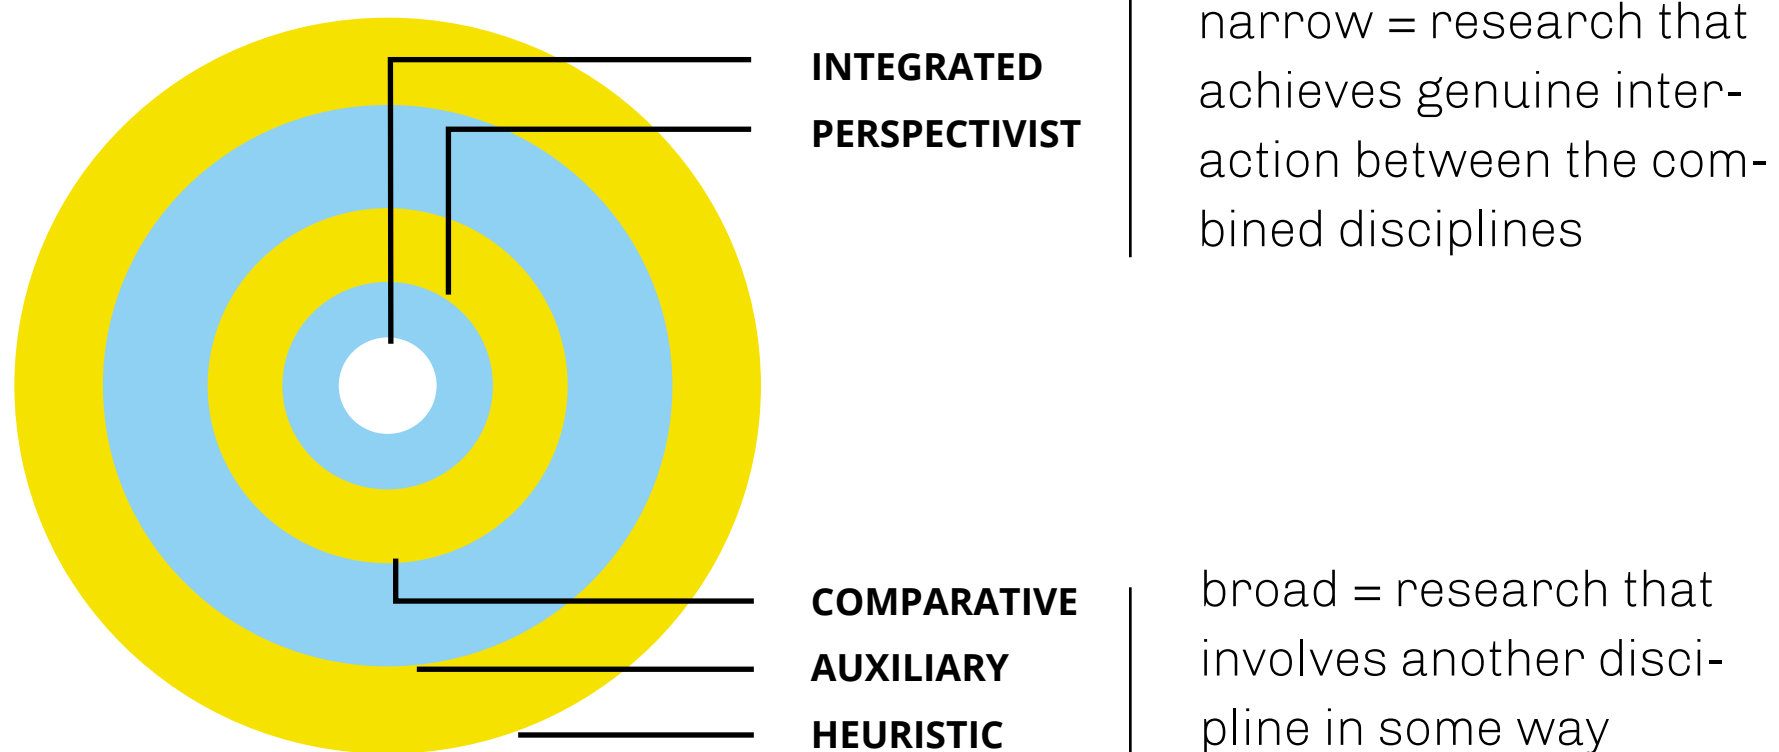 INTEGRATED
PERSPECTIVIST
narrow = research that
achieves genuine inter-
action between the com-
bined disciplines
COMPARATIVE
AUXILIARY
HEURISTIC
broad = research that
involves another disci-
pline in some way